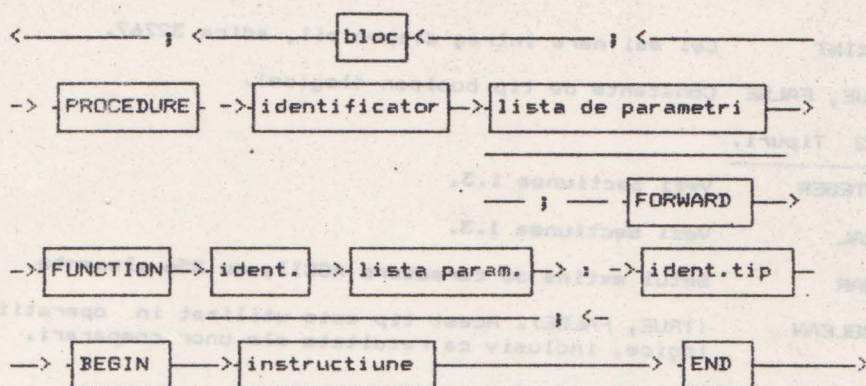 bloc ;
PROCEDURE identificator lista de parametri
; FORWARD
FUNCTION ident. lista param. : ident.tip
;
BEGIN instructiune END